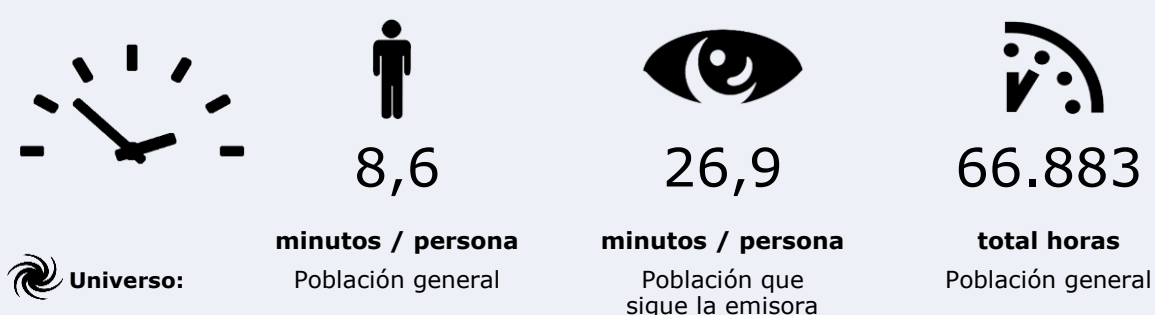 8,6
26,9
66.883
minutos / persona
minutos / persona
total horas
Universo:
Población general
Población que
sigue la emisora
Población general